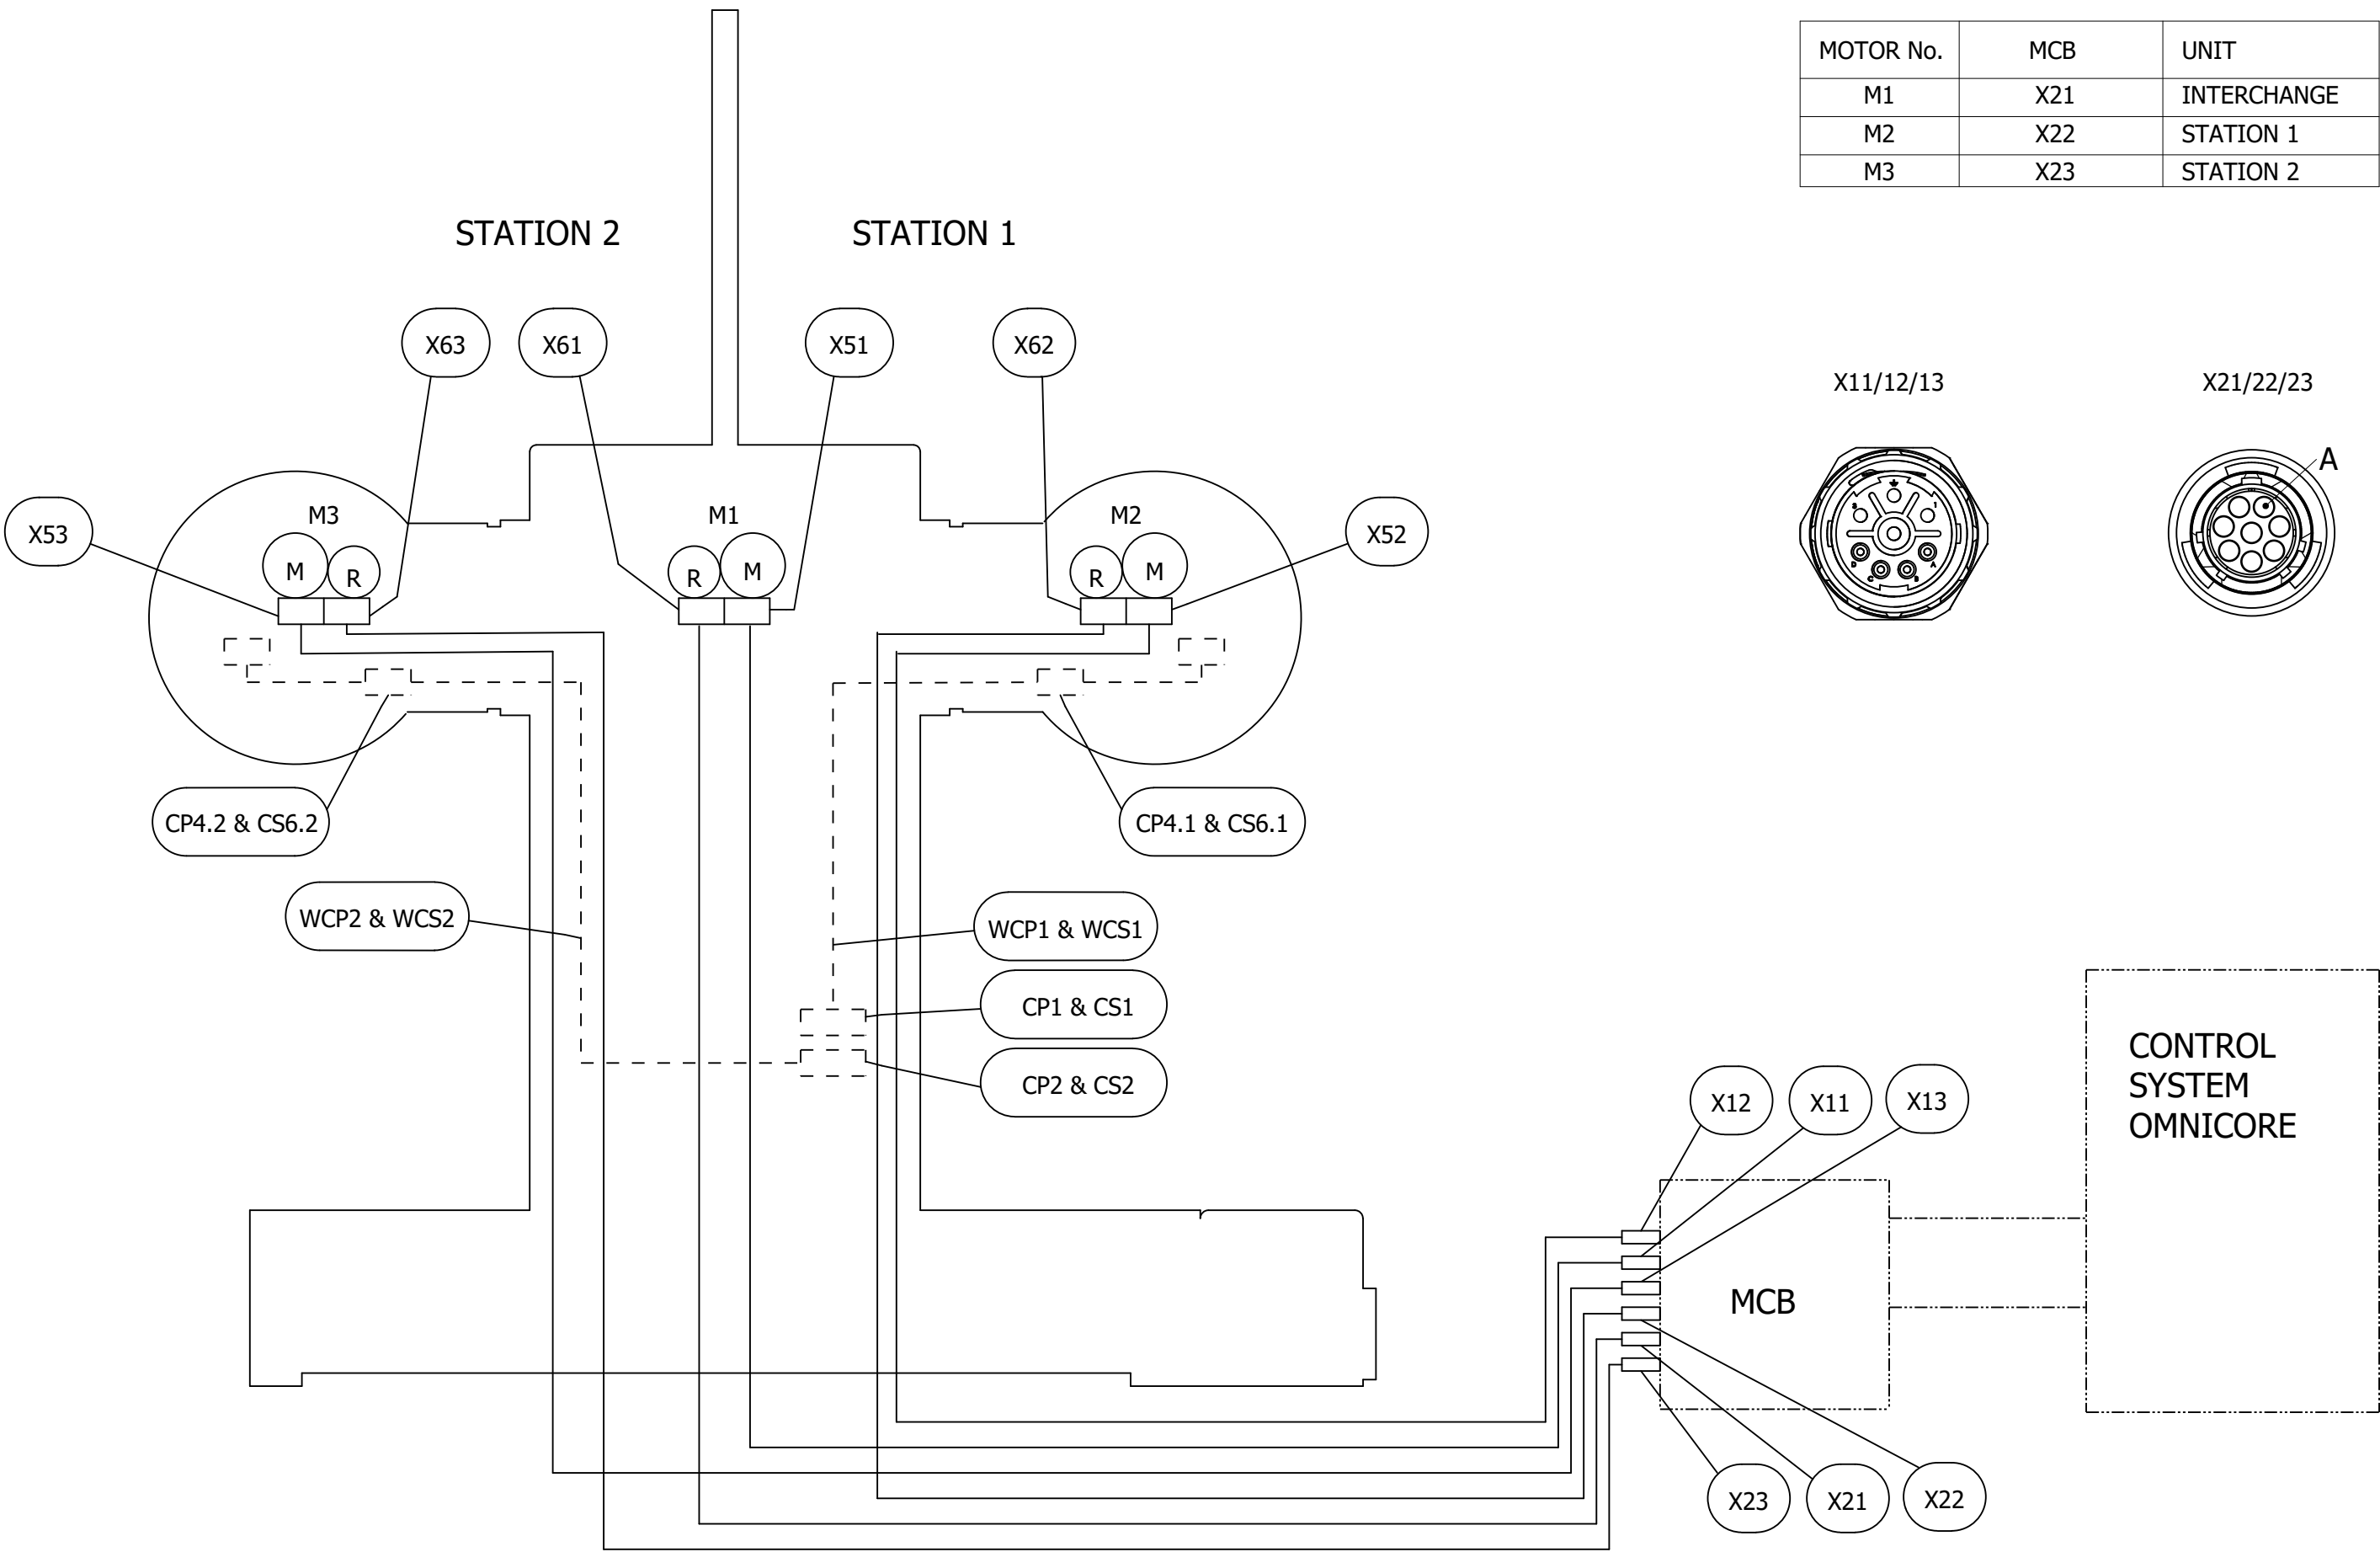 MOTOR No. MCB UNIT
M1 X21 INTERCHANGE
M2 X22 STATION 1
M3 X23 STATION 2
STATION 2 STATION 1
X63 X61 X51 X62
X11/12/13 X21/22/23
A
3 1
D C B A
X53 M3 M1 M2 X52
M R R M R M
CP4.2 & CS6.2 CP4.1 & CS6.1
WCP2 & WCS2 WCP1 & WCS1
CP1 & CS1
CP2 & CS2
CONTROL
SYSTEM
OMNICORE
X12 X11 X13
MCB
X23 X21 X22